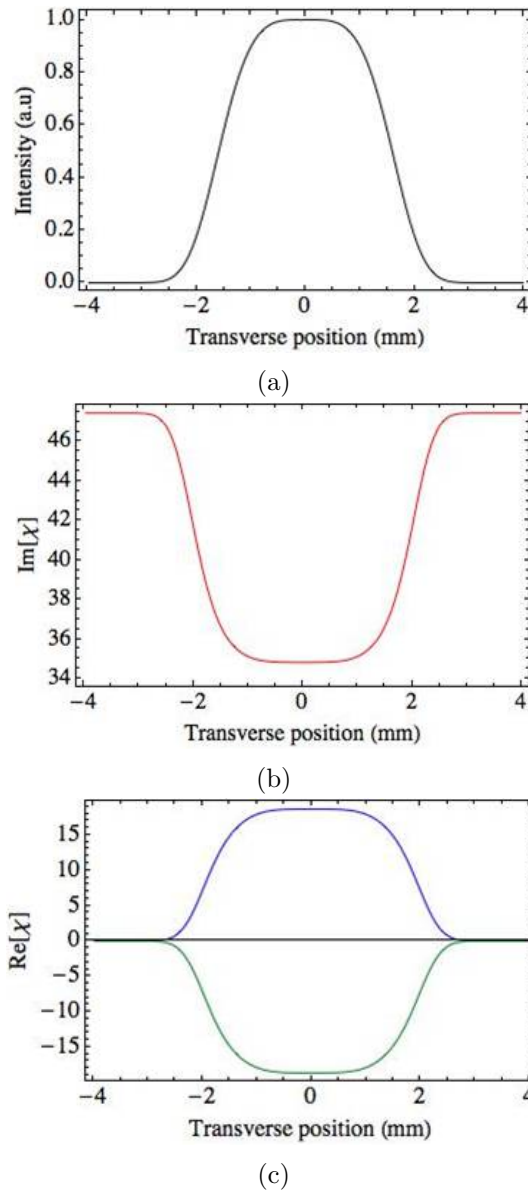 1.0
0.8
0.6
0.4
0.2
0.0
Intensity (a.u)
−4 −2 0 2 4
Transverse position (mm)
(a)
46
44
42
40
38
36
34
Im[χ]
−4 −2 0 2 4
Transverse position (mm)
(b)
15
10
5
0
−5
−10
−15
Re[χ]
−4 −2 0 2 4
Transverse position (mm)
(c)